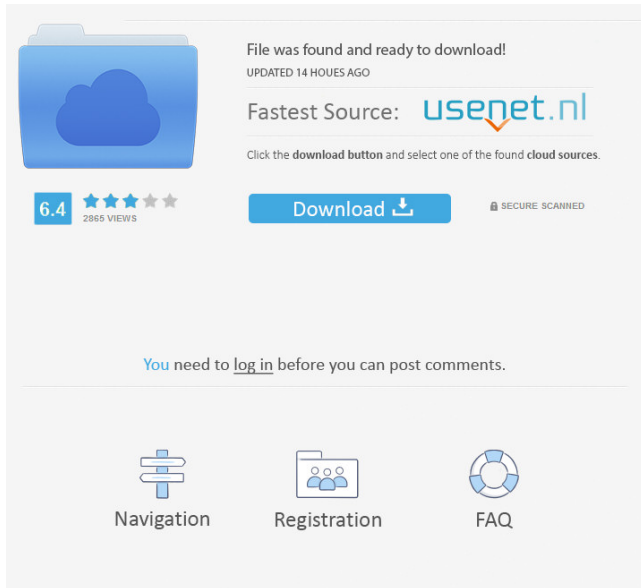 File was found and ready to download!
UPDATED 14 HOUES AGO
Fastest Source: usenet.nl
Click the download button and select one of the found cloud sources.
6.4
2865 VIEWS
Download
SECURE SCANNED
You need to log in before you can post comments.
Navigation
Registration
FAQ